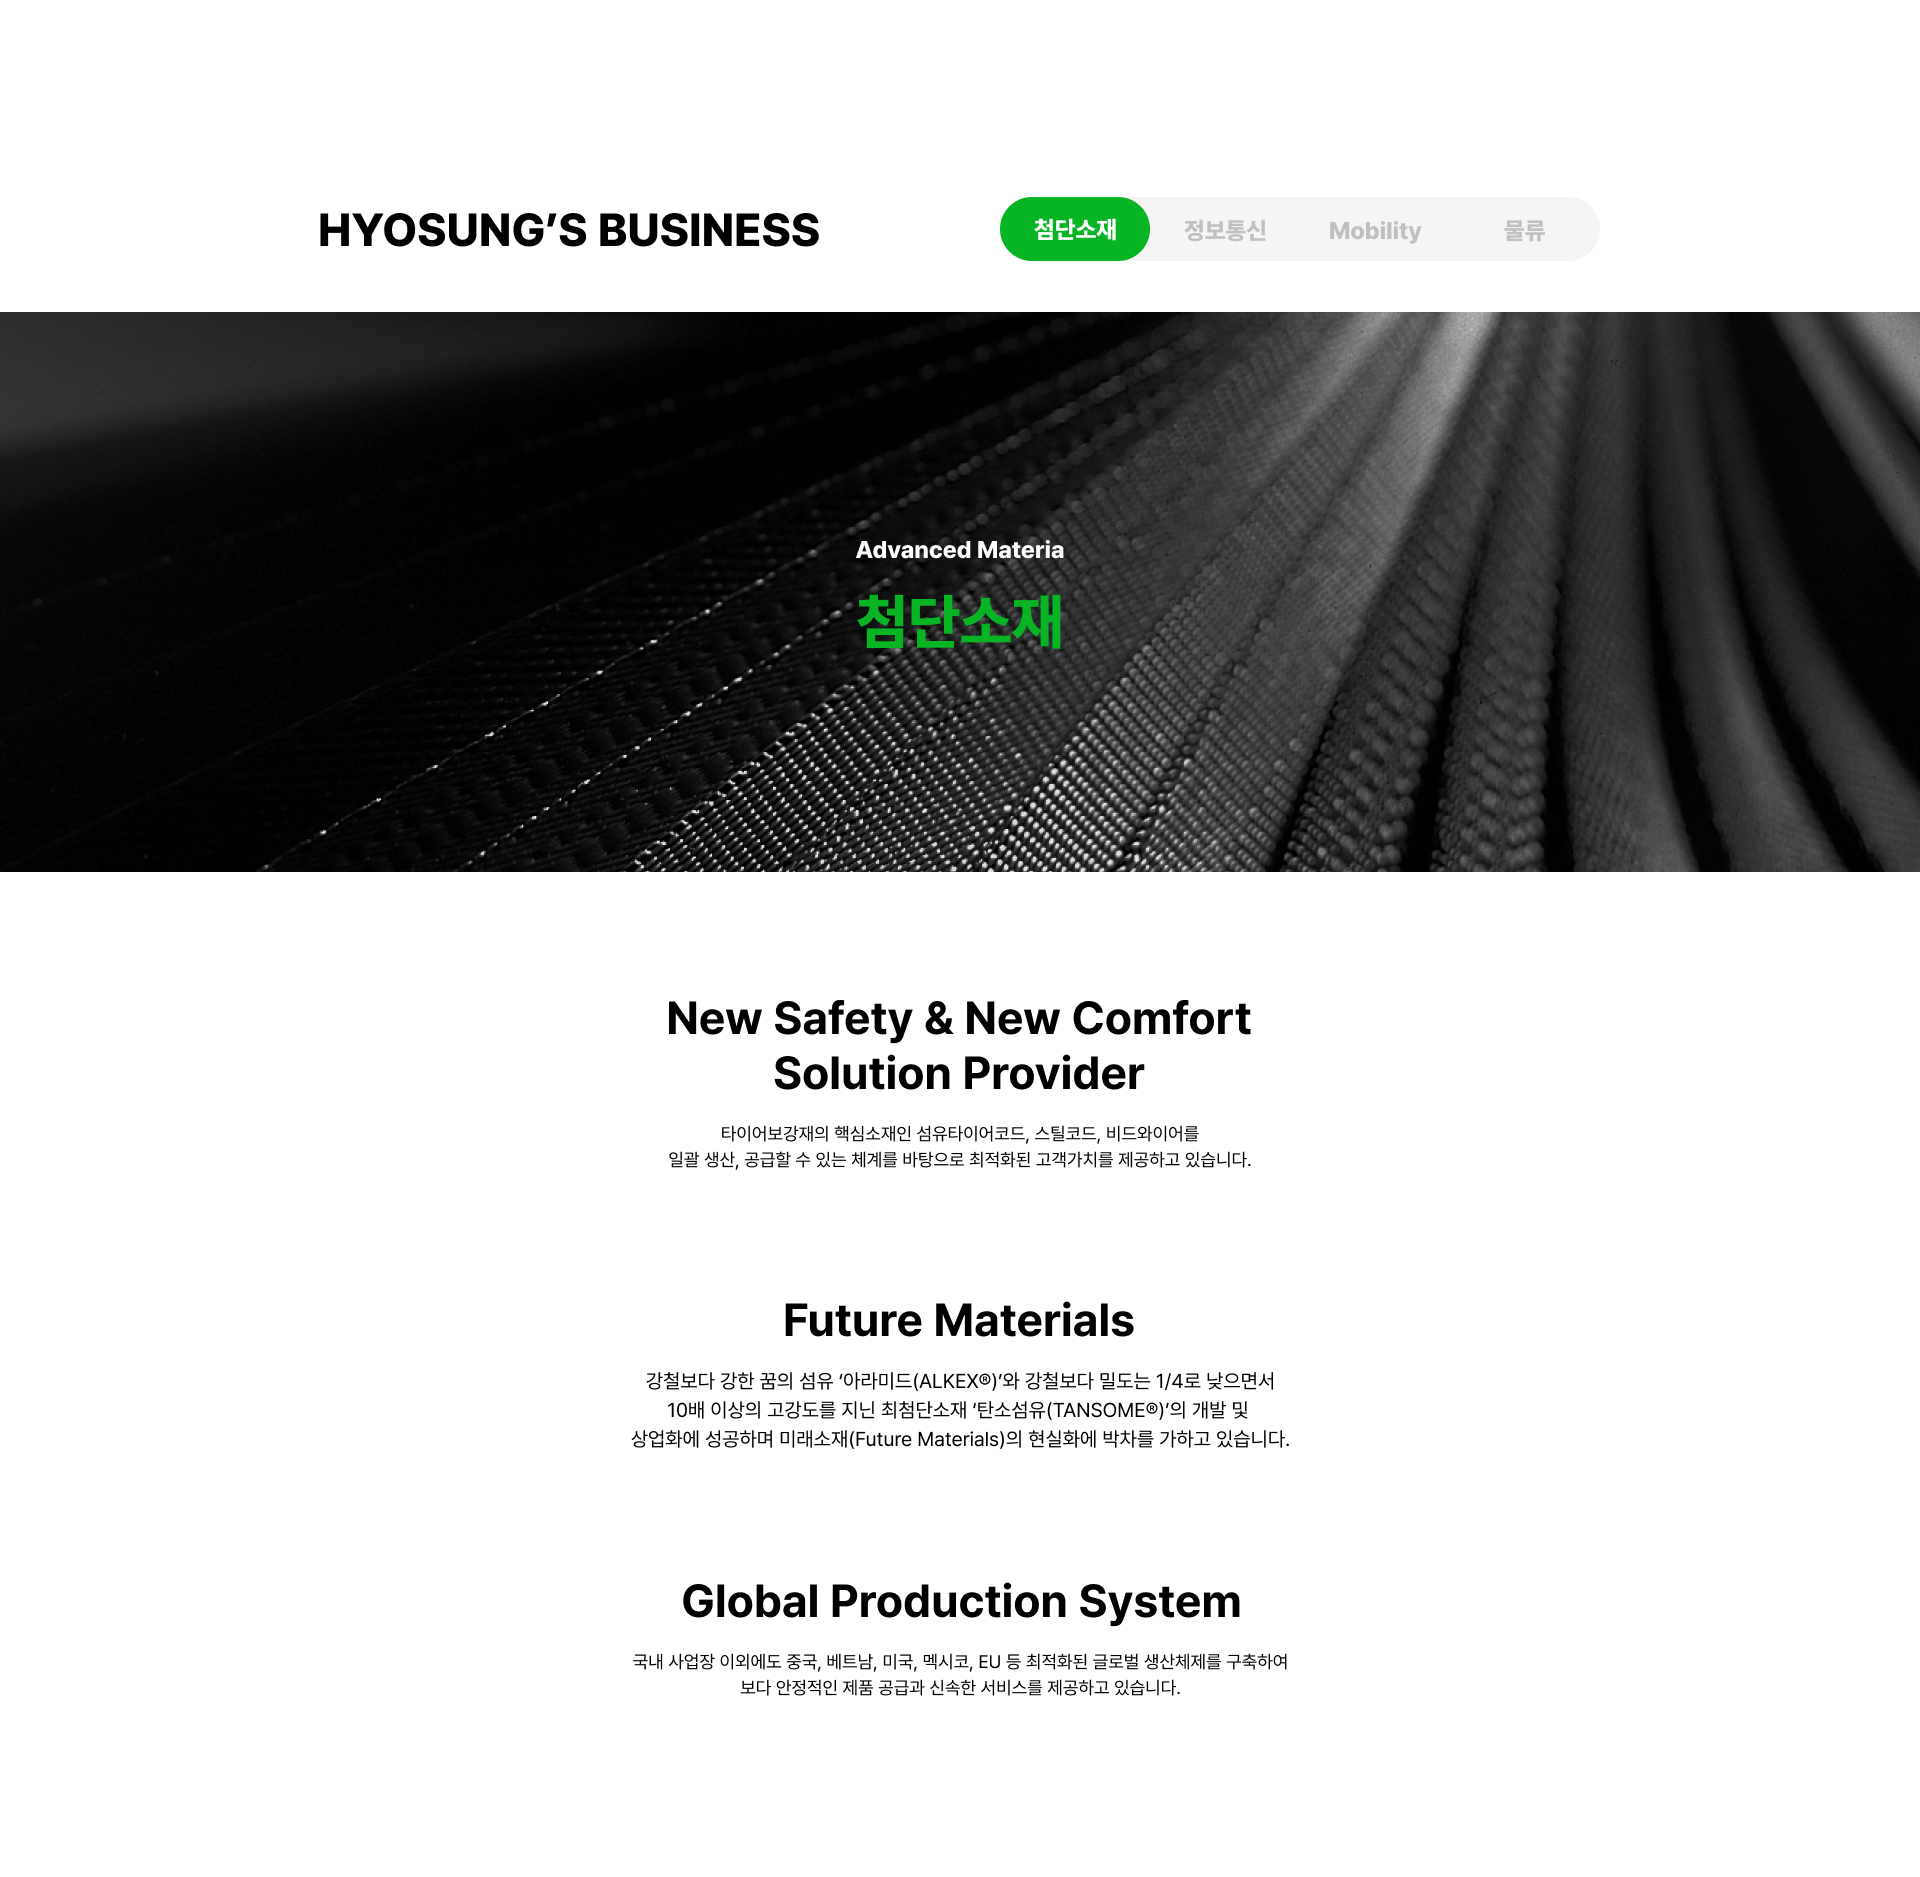 HYOSUNG’S BUSINESS
첨단소재 정보통신 Mobility 물류
Advanced Materia
첨단소재
New Safety & New Comfort
Solution Provider
타이어보강재의 핵심소재인 섬유타이어코드, 스틸코드, 비드와이어를
일괄 생산, 공급할 수 있는 체계를 바탕으로 최적화된 고객가치를 제공하고 있습니다.
Future Materials
강철보다 강한 꿈의 섬유 ‘아라미드(ALKEX®)’와 강철보다 밀도는 1/4로 낮으면서
10배 이상의 고강도를 지닌 최첨단소재 ‘탄소섬유(TANSOME®)’의 개발 및
상업화에 성공하며 미래소재(Future Materials)의 현실화에 박차를 가하고 있습니다.
Global Production System
국내 사업장 이외에도 중국, 베트남, 미국, 멕시코, EU 등 최적화된 글로벌 생산체제를 구축하여
보다 안정적인 제품 공급과 신속한 서비스를 제공하고 있습니다.